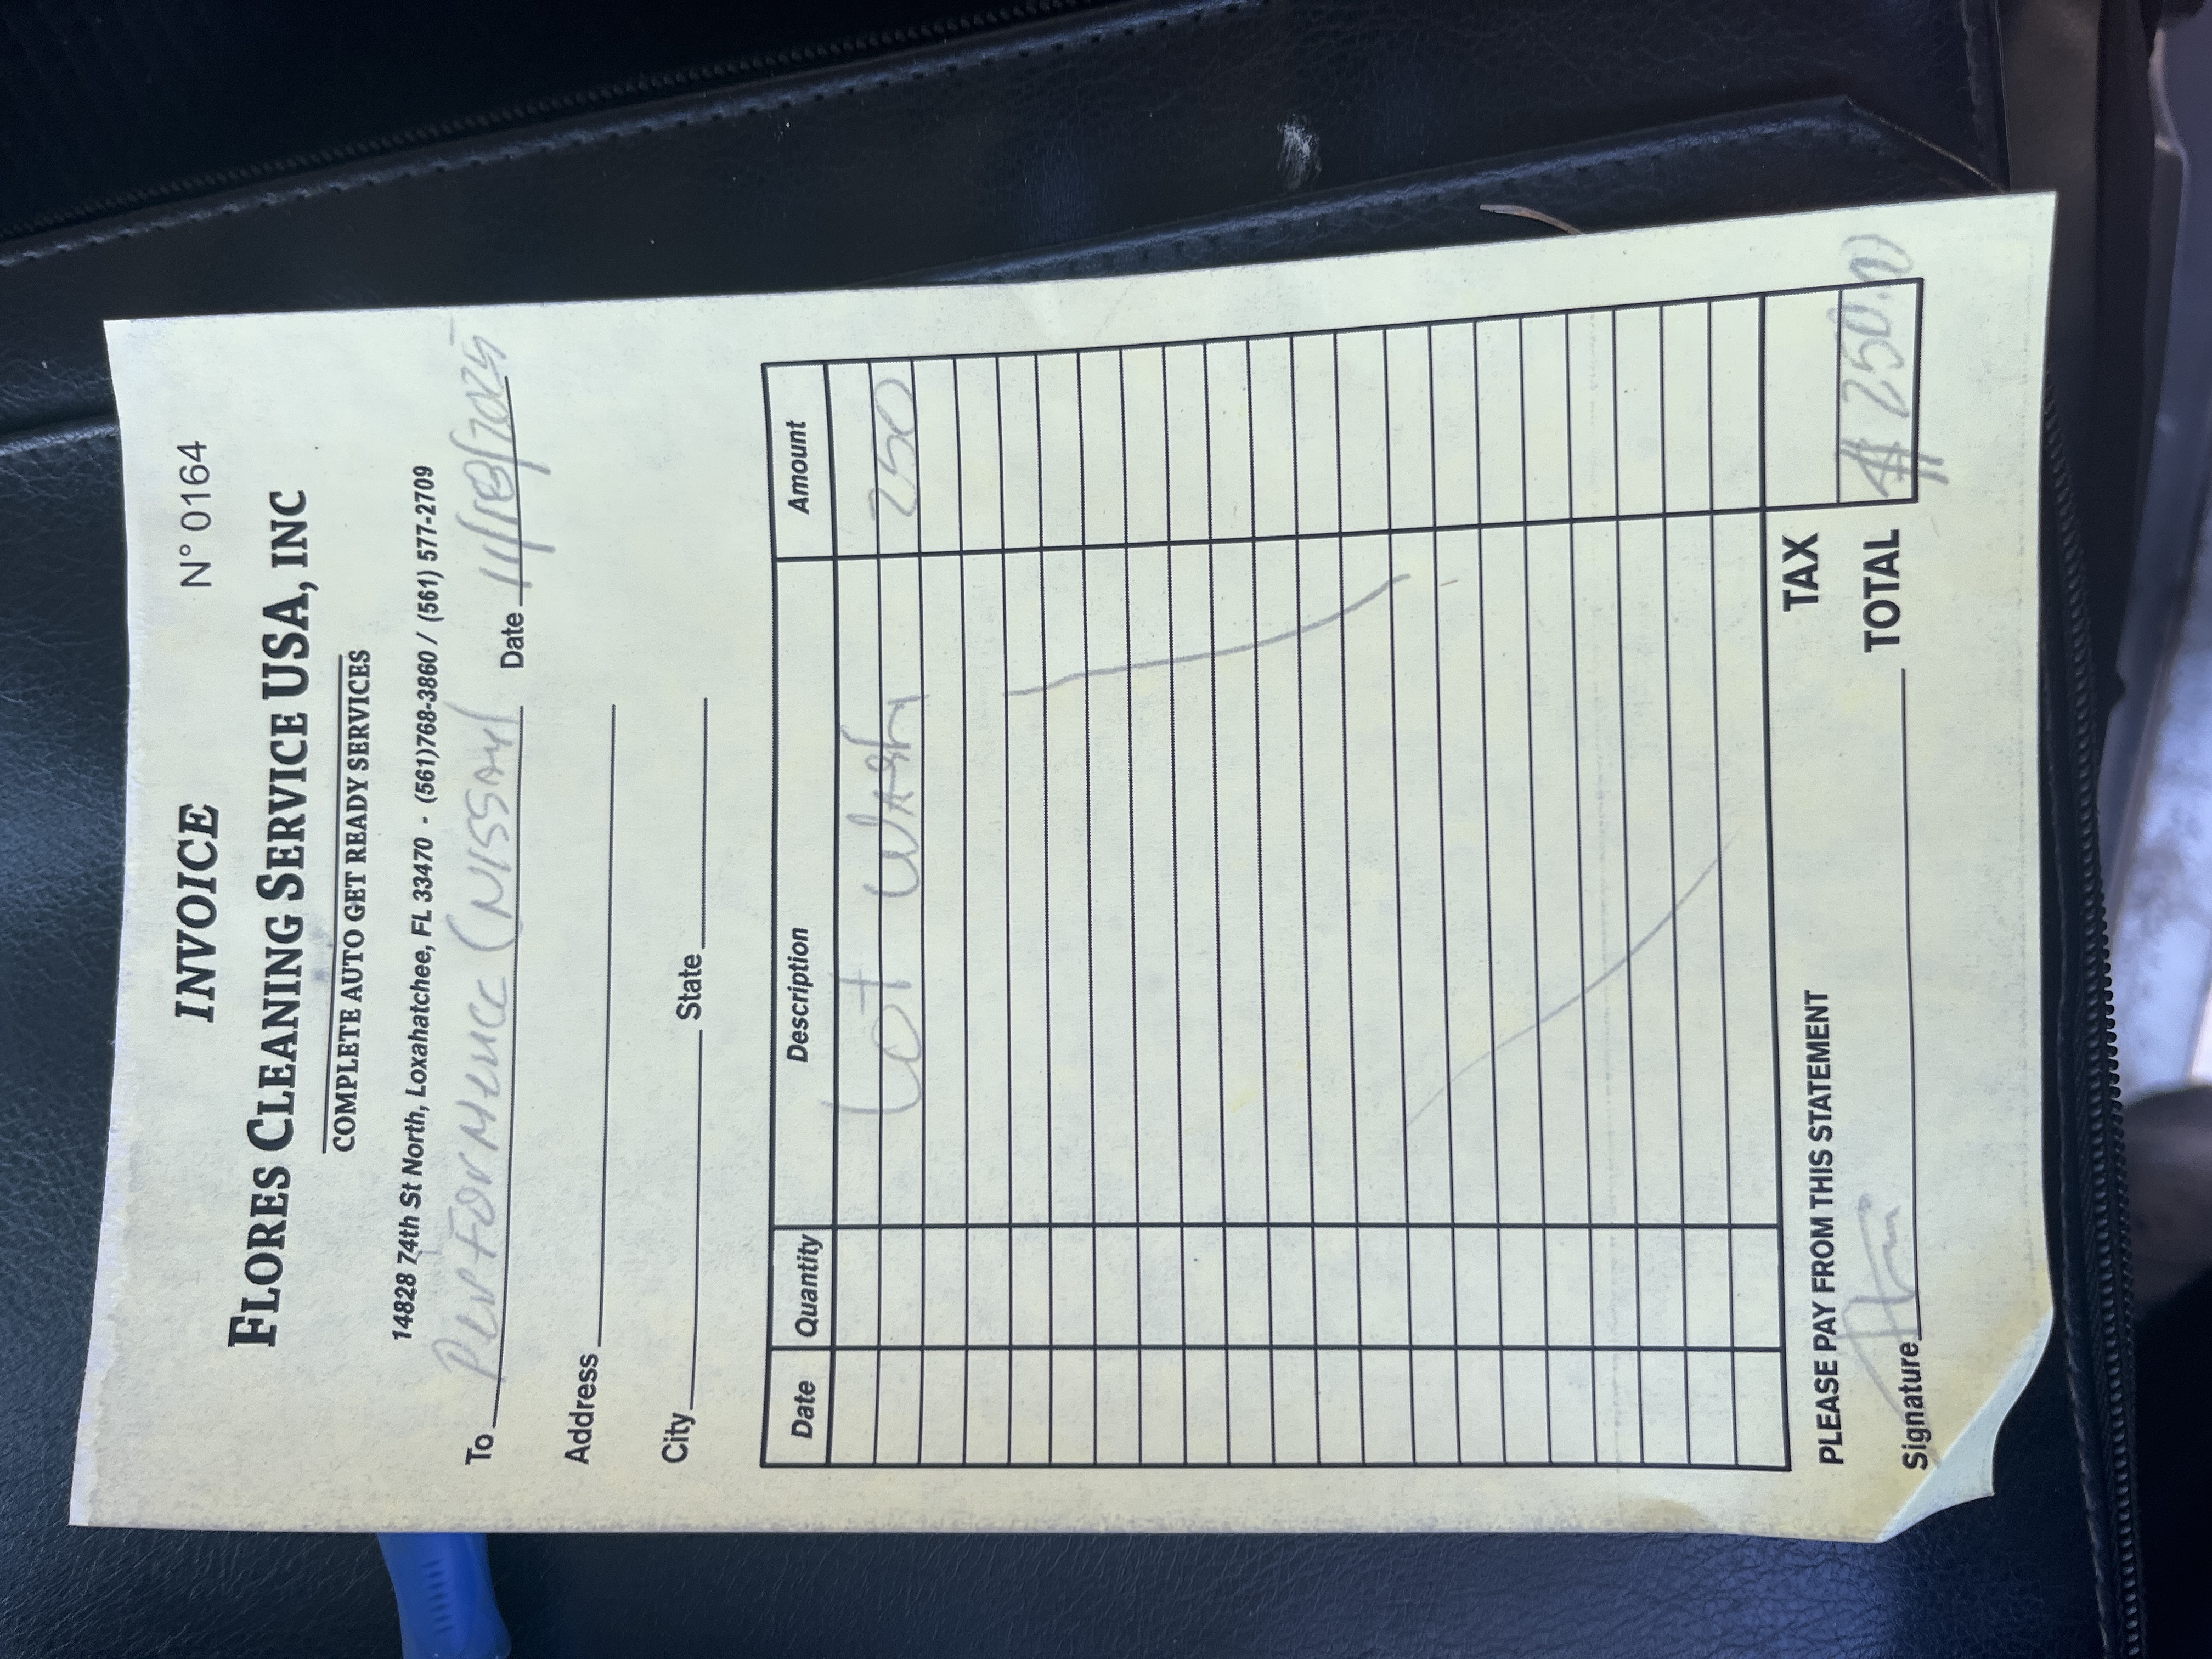 INVOICE N° 0164
FLORES CLEANING SERVICE USA, INC
COMPLETE AUTO GET READY SERVICES
14828 74th St North, Loxahatchee, FL 33470 - (561)768-3860 / (561) 577-2709
To Performence (Nissan) Date 11/18/2025
Address
City State
Date Quantity Description Amount
Lot Wash 250
TAX
PLEASE PAY FROM THIS STATEMENT
TOTAL $ 250.00
Signature